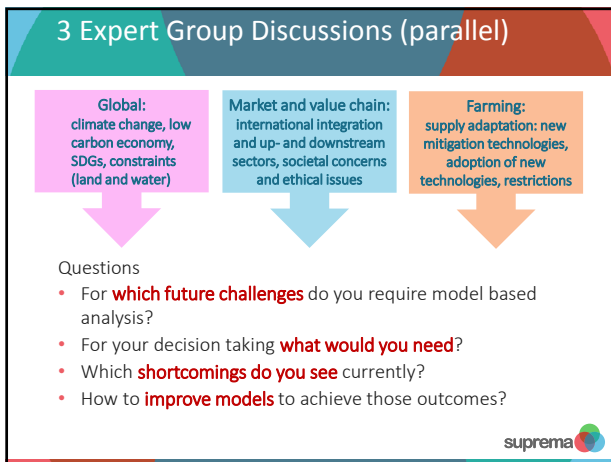 3 Expert Group Discussions (parallel)
Global:
climate change, low
carbon economy,
SDGs, constraints
(land and water)
Market and value chain:
international integration
and up- and downstream
sectors, societal concerns
and ethical issues
Farming:
supply adaptation: new
mitigation technologies,
adoption of new
technologies, restrictions
Questions
• For which future challenges do you require model based
analysis?
• For your decision taking what would you need?
• Which shortcomings do you see currently?
• How to improve models to achieve those outcomes?
suprema